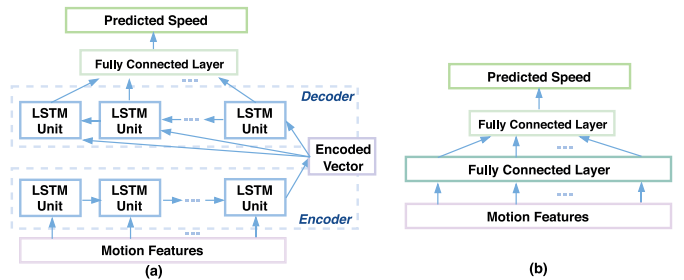 Predicted Speed
Fully Connected Layer
Decoder
LSTM
Unit
LSTM
Unit
LSTM
Unit
Encoded
Vector
LSTM
Unit
LSTM
Unit
LSTM
Unit
Encoder
Motion Features
(a)
Predicted Speed
Fully Connected Layer
Fully Connected Layer
Motion Features
(b)